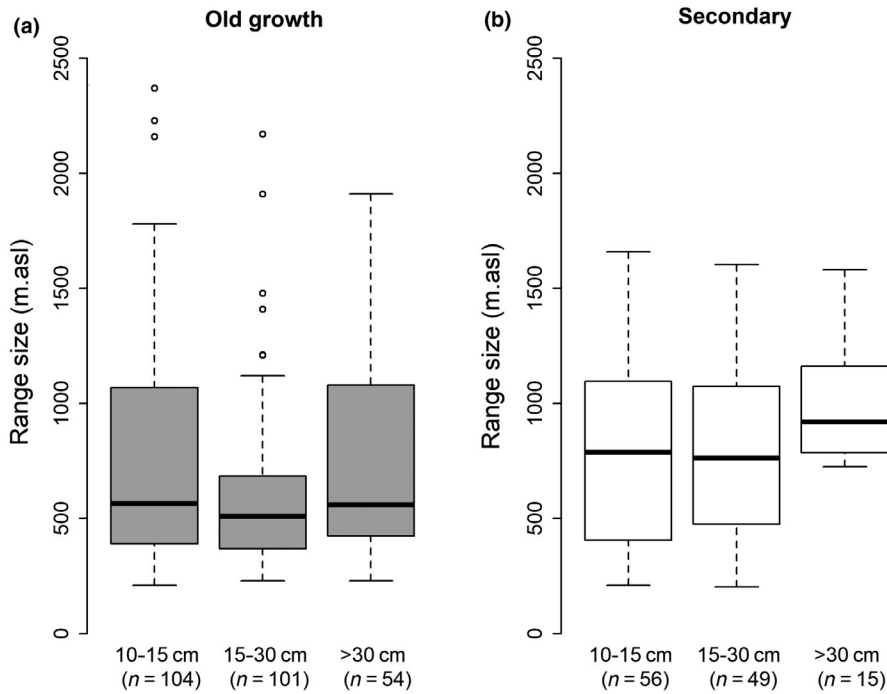 (a)
Old growth
Range size (m.asl)
2500
2000
1500
1000
500
0
10-15 cm
(n = 104)
15-30 cm
(n = 101)
>30 cm
(n = 54)
(b)
Secondary
Range size (m.asl)
2500
2000
1500
1000
500
0
10-15 cm
(n = 56)
15-30 cm
(n = 49)
>30 cm
(n = 15)